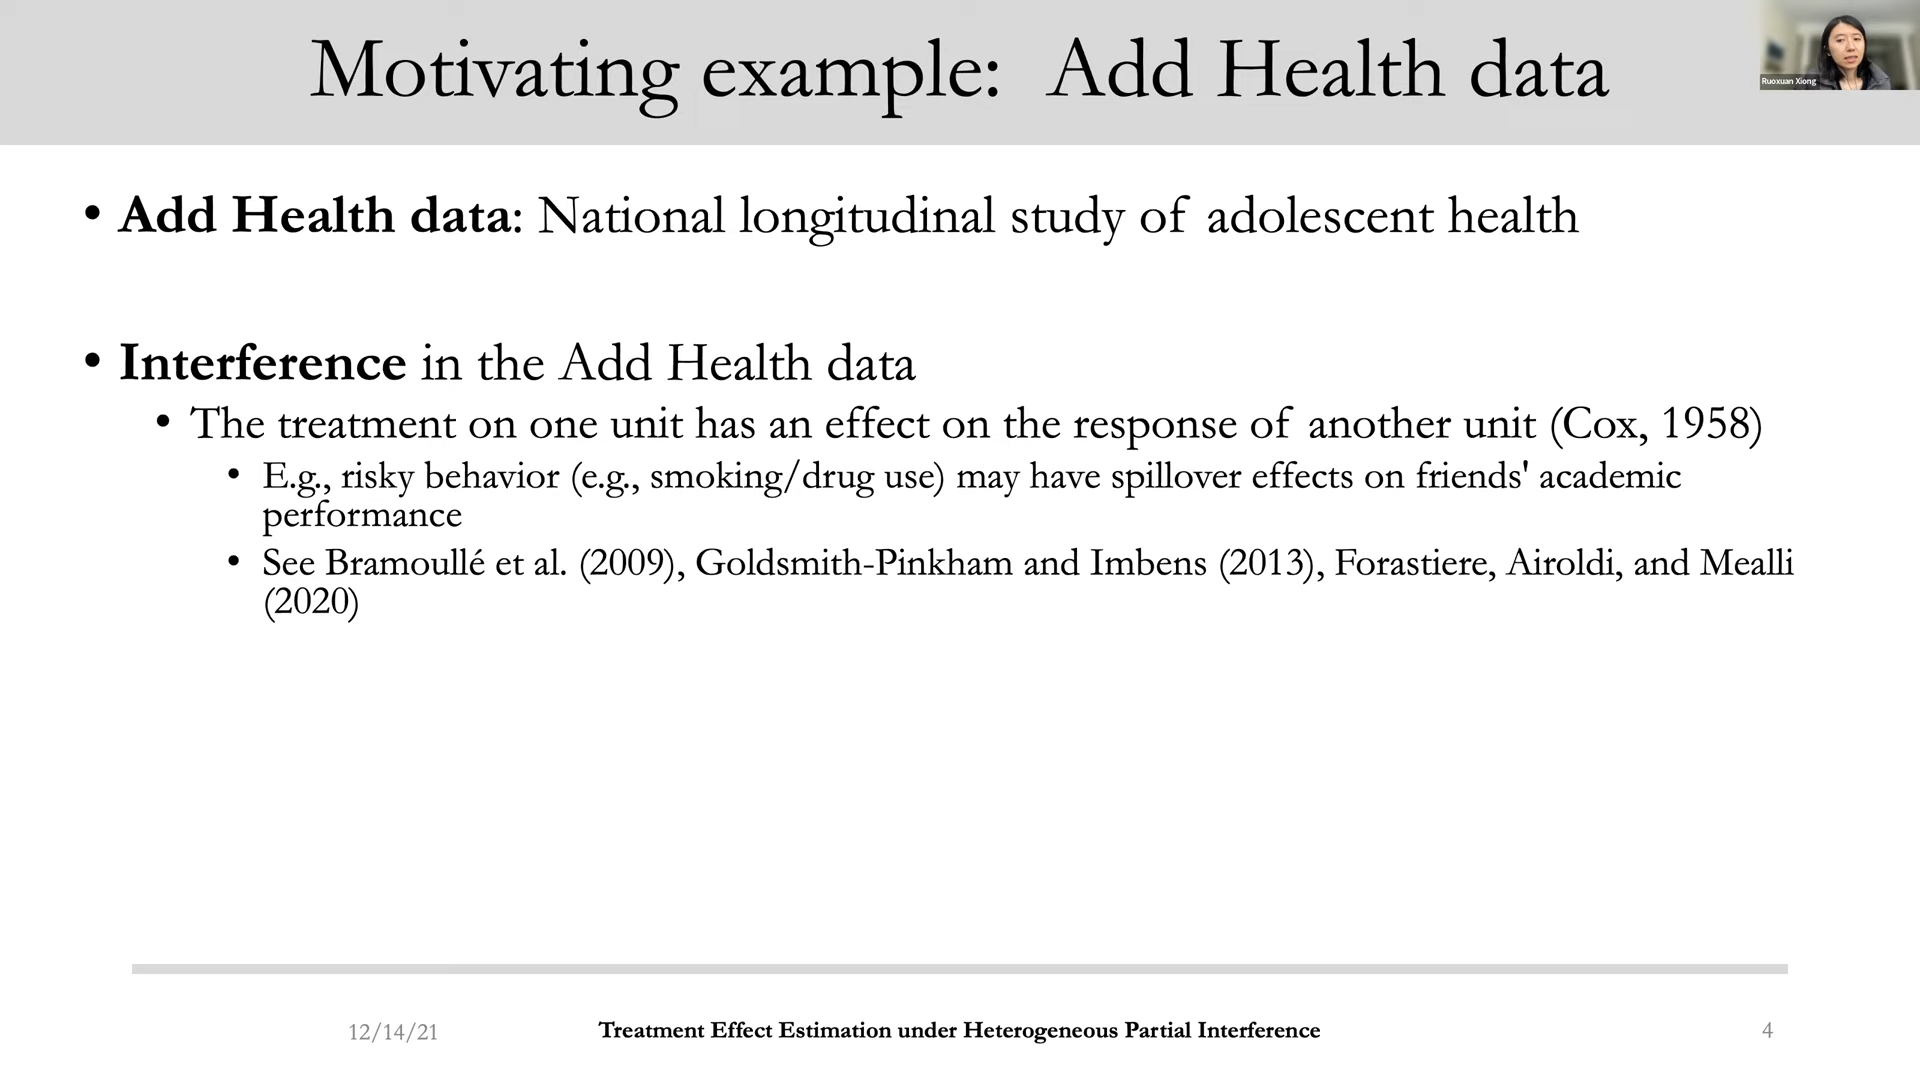 Motivating example: Add Health data
Ruoxuan Xiong
• Add Health data: National longitudinal study of adolescent health
• Interference in the Add Health data
• The treatment on one unit has an effect on the response of another unit (Cox, 1958)
• E.g., risky behavior (e.g., smoking/drug use) may have spillover effects on friends' academic
performance
• See Bramoullé et al. (2009), Goldsmith-Pinkham and Imbens (2013), Forastiere, Airoldi, and Mealli
(2020)
12/14/21
Treatment Effect Estimation under Heterogeneous Partial Interference
4